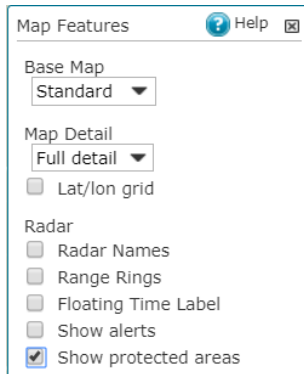 Map Features ? Help
Base Map
Standard
Map Detail
Full detail
Lat/lon grid
Radar
Radar Names
Range Rings
Floating Time Label
Show alerts
Show protected areas